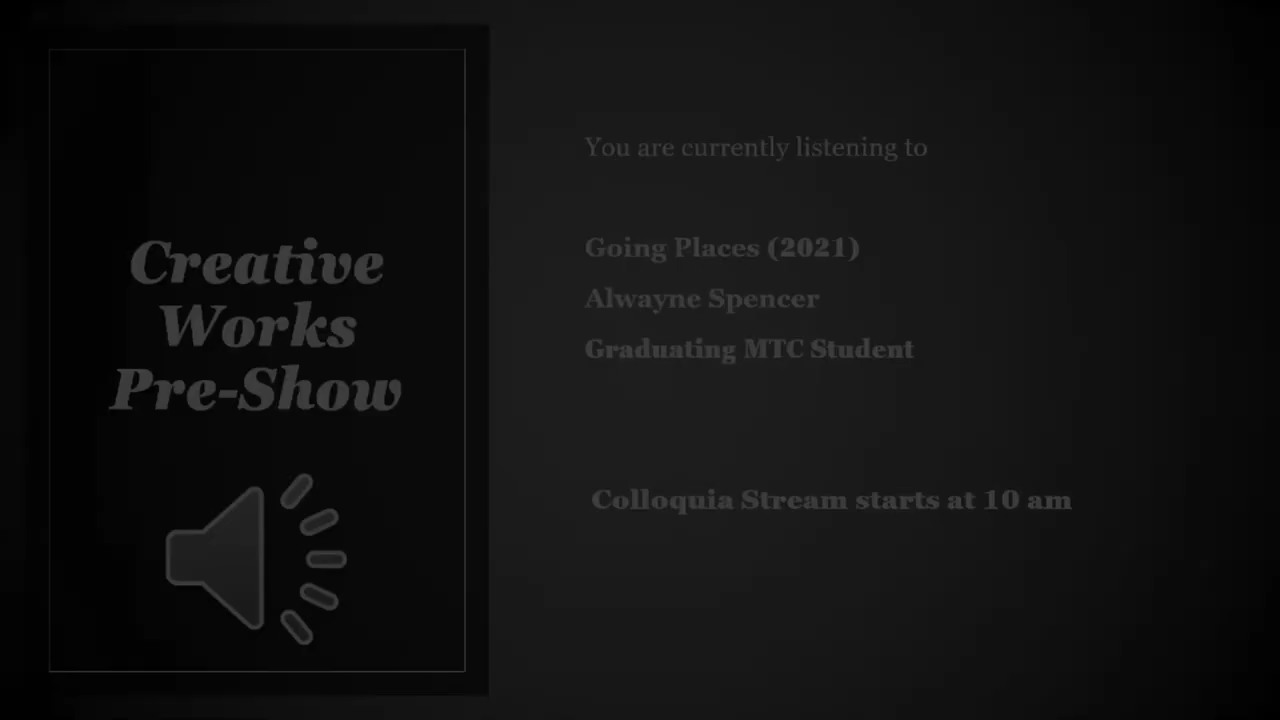 Creative
Works
Pre-Show
You are currently listening to
Going Places (2021)
Alwayne Spencer
Graduating MTC Student
Colloquia Stream starts at 10 am